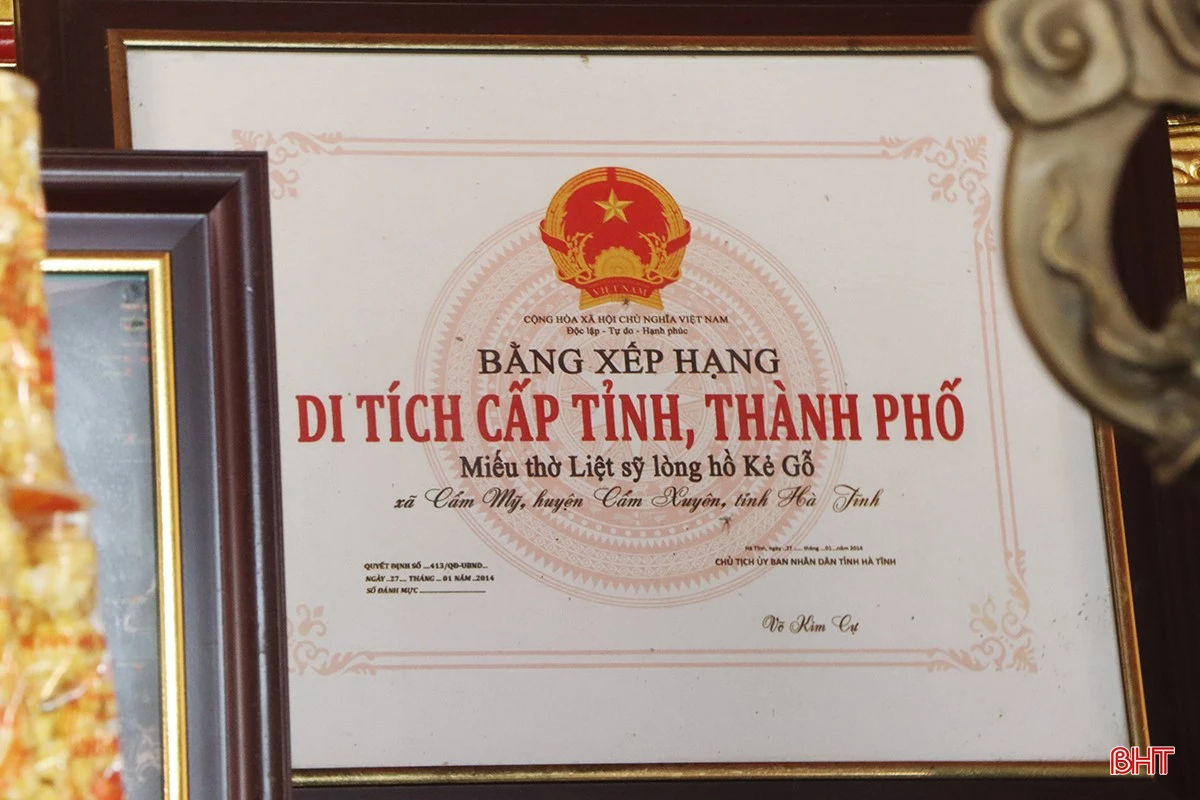 VIỆT NAM
CỘNG HÒA XÃ HỘI CHỦ NGHĨA VIỆT NAM
Độc lập - Tự do - Hạnh phúc
BẰNG XẾP HẠNG
DI TÍCH CẤP TỈNH, THÀNH PHỐ
Miếu thờ Liệt sỹ lòng hồ Kẻ Gỗ
xã Cẩm Mỹ, huyện Cẩm Xuyên, tỉnh Hà Tĩnh
QUYẾT ĐỊNH SỐ ...413/QĐ-UBND...
NGÀY ..27.... THÁNG ... 01 NĂM ..2014
SỐ DANH MỤC
Hà Tĩnh, ngày ..27 ...... tháng ...01...năm 2014
CHỦ TỊCH ỦY BAN NHÂN DÂN TỈNH HÀ TĨNH
Võ Kim Cự
BHT